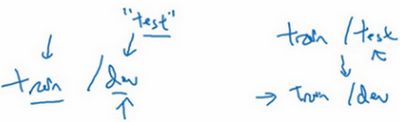 "test"
train / dev
train / test
train / dev